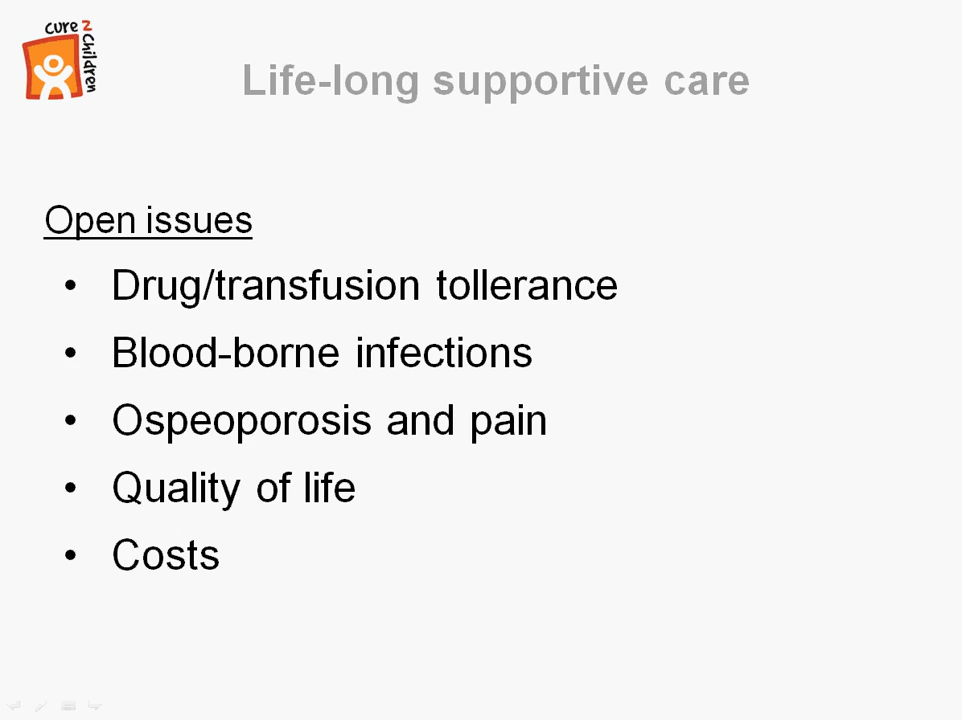 cure 2
children
Life-long supportive care
Open issues
• Drug/transfusion tollerance
• Blood-borne infections
• Ospeoporosis and pain
• Quality of life
• Costs